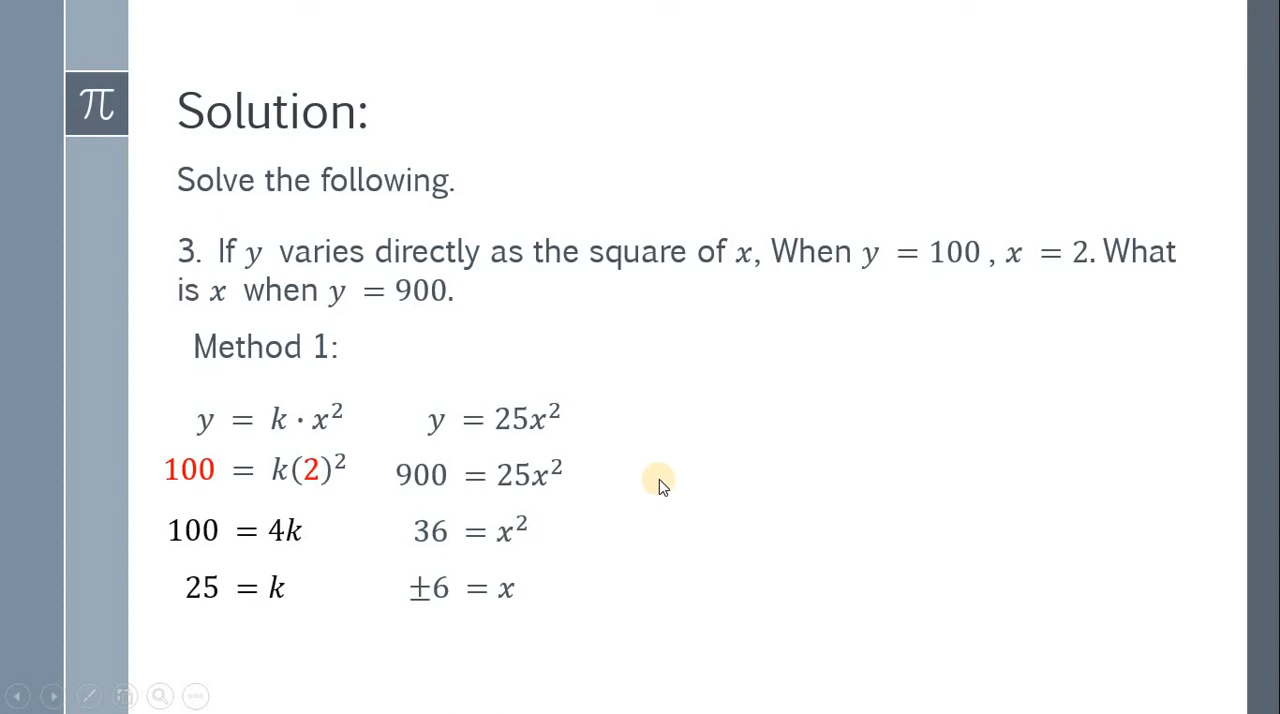 π
Solution:
Solve the following.
3. If y varies directly as the square of x, When y = 100 , x = 2. What
is x when y = 900.
Method 1:
y = k · x²
100 = k(2)²
100 = 4k
25 = k
y = 25x²
900 = 25x²
36 = x²
±6 = x